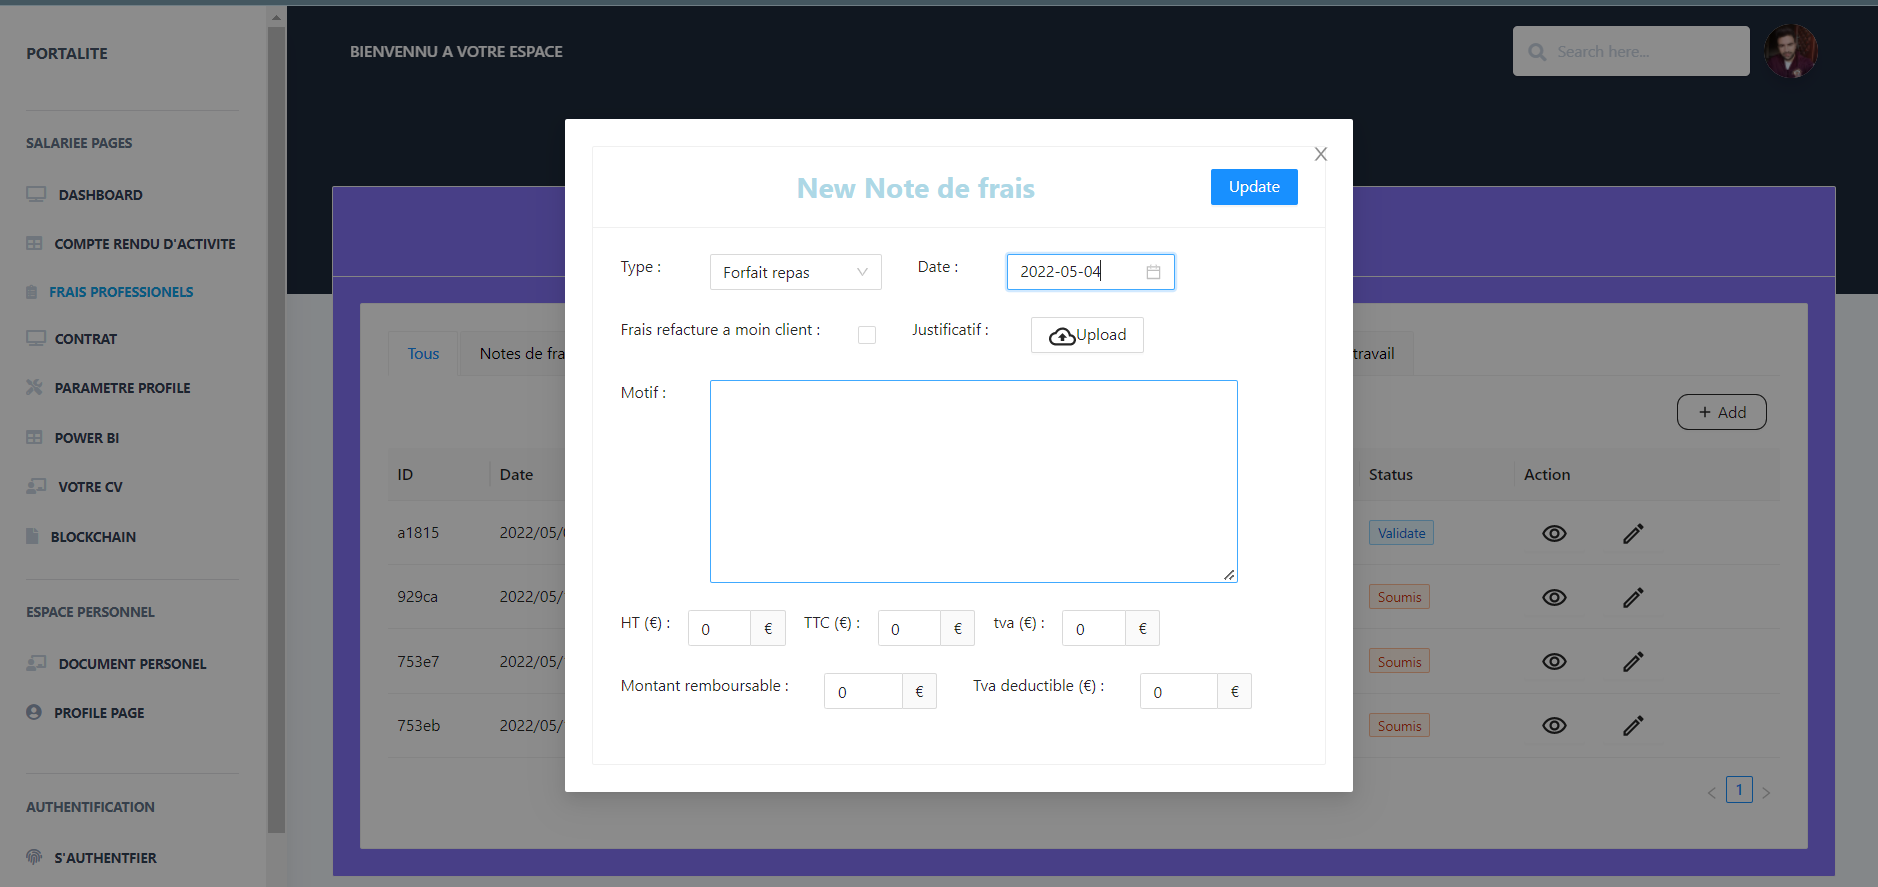 PORTALITE
SALARIEE PAGES
DASHBOARD
COMPTE RENDU D'ACTIVITE
FRAIS PROFESSIONELS
CONTRAT
PARAMETRE PROFILE
POWER BI
VOTRE CV
BLOCKCHAIN
ESPACE PERSONNEL
DOCUMENT PERSONEL
PROFILE PAGE
AUTHENTIFICATION
S'AUTHENTFIER
BIENVENNU A VOTRE ESPACE
Search here...
X
New Note de frais
Update
Type :
Forfait repas
Date :
2022-05-04
Frais refacture a moin client :
Justificatif :
Upload
Motif :
HT (€) :
0 €
TTC (€) :
0 €
tva (€) :
0 €
Montant remboursable :
0 €
Tva deductible (€) :
0 €
Tous
Notes de fra
travail
+ Add
ID Date Status Action
a1815 2022/05/ Validate
929ca 2022/05/ Soumis
753e7 2022/05/ Soumis
753eb 2022/05/ Soumis
< 1 >